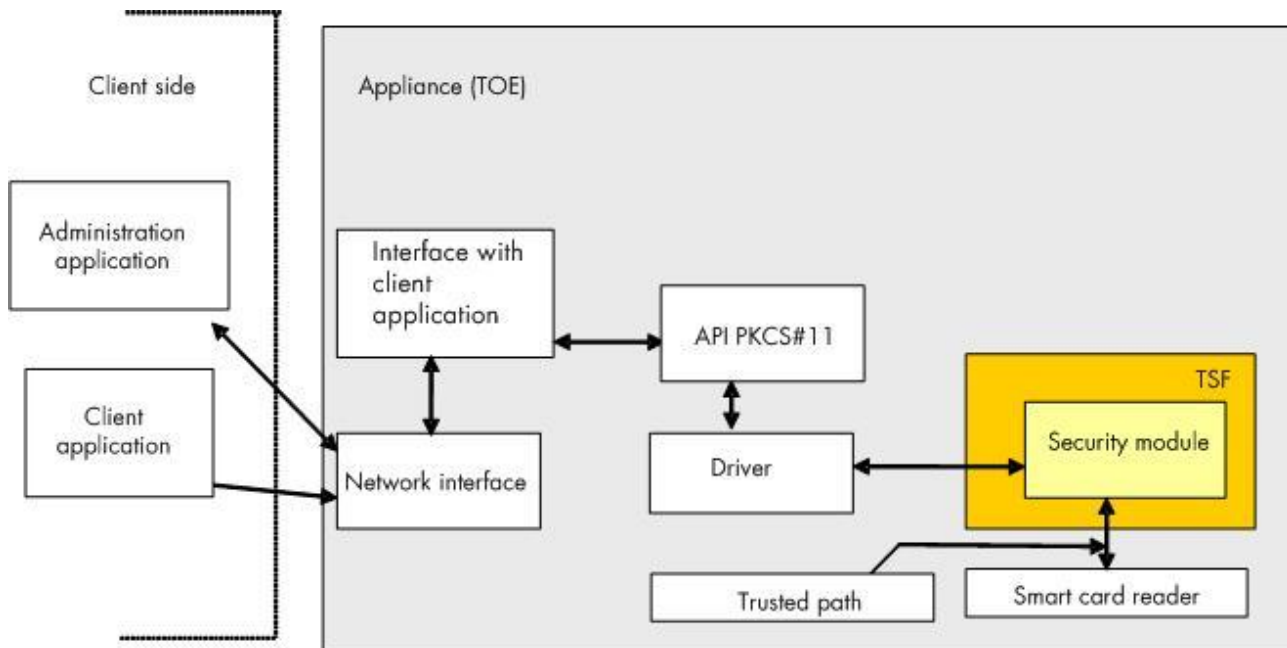 Client side
Appliance (TOE)
Administration
application
Interface with
client
application
API PKCS#11
TSF
Client
application
Security module
Network interface
Driver
Trusted path
Smart card reader